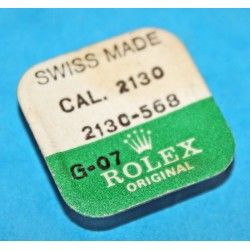 SWISS MADE
CAL. 2130
2130-568
G-07
ROLEX
ORIGINAL